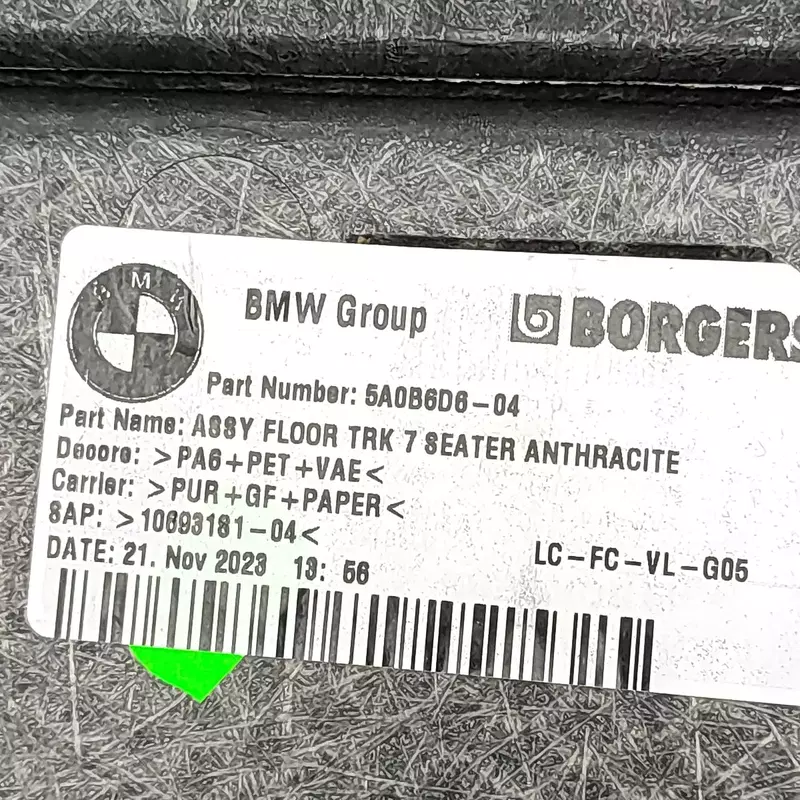 BMW
BMW Group
BORGERS
Part Number: 5A0B6D6-04
Part Name: ASSY FLOOR TRK 7 SEATER ANTHRACITE
Decore: >PA6+PET+VAE<
Carrier: >PUR+GF+PAPER<
SAP: >10693181-04<
LC-FC-VL-G05
DATE: 21. Nov 2023 13: 56